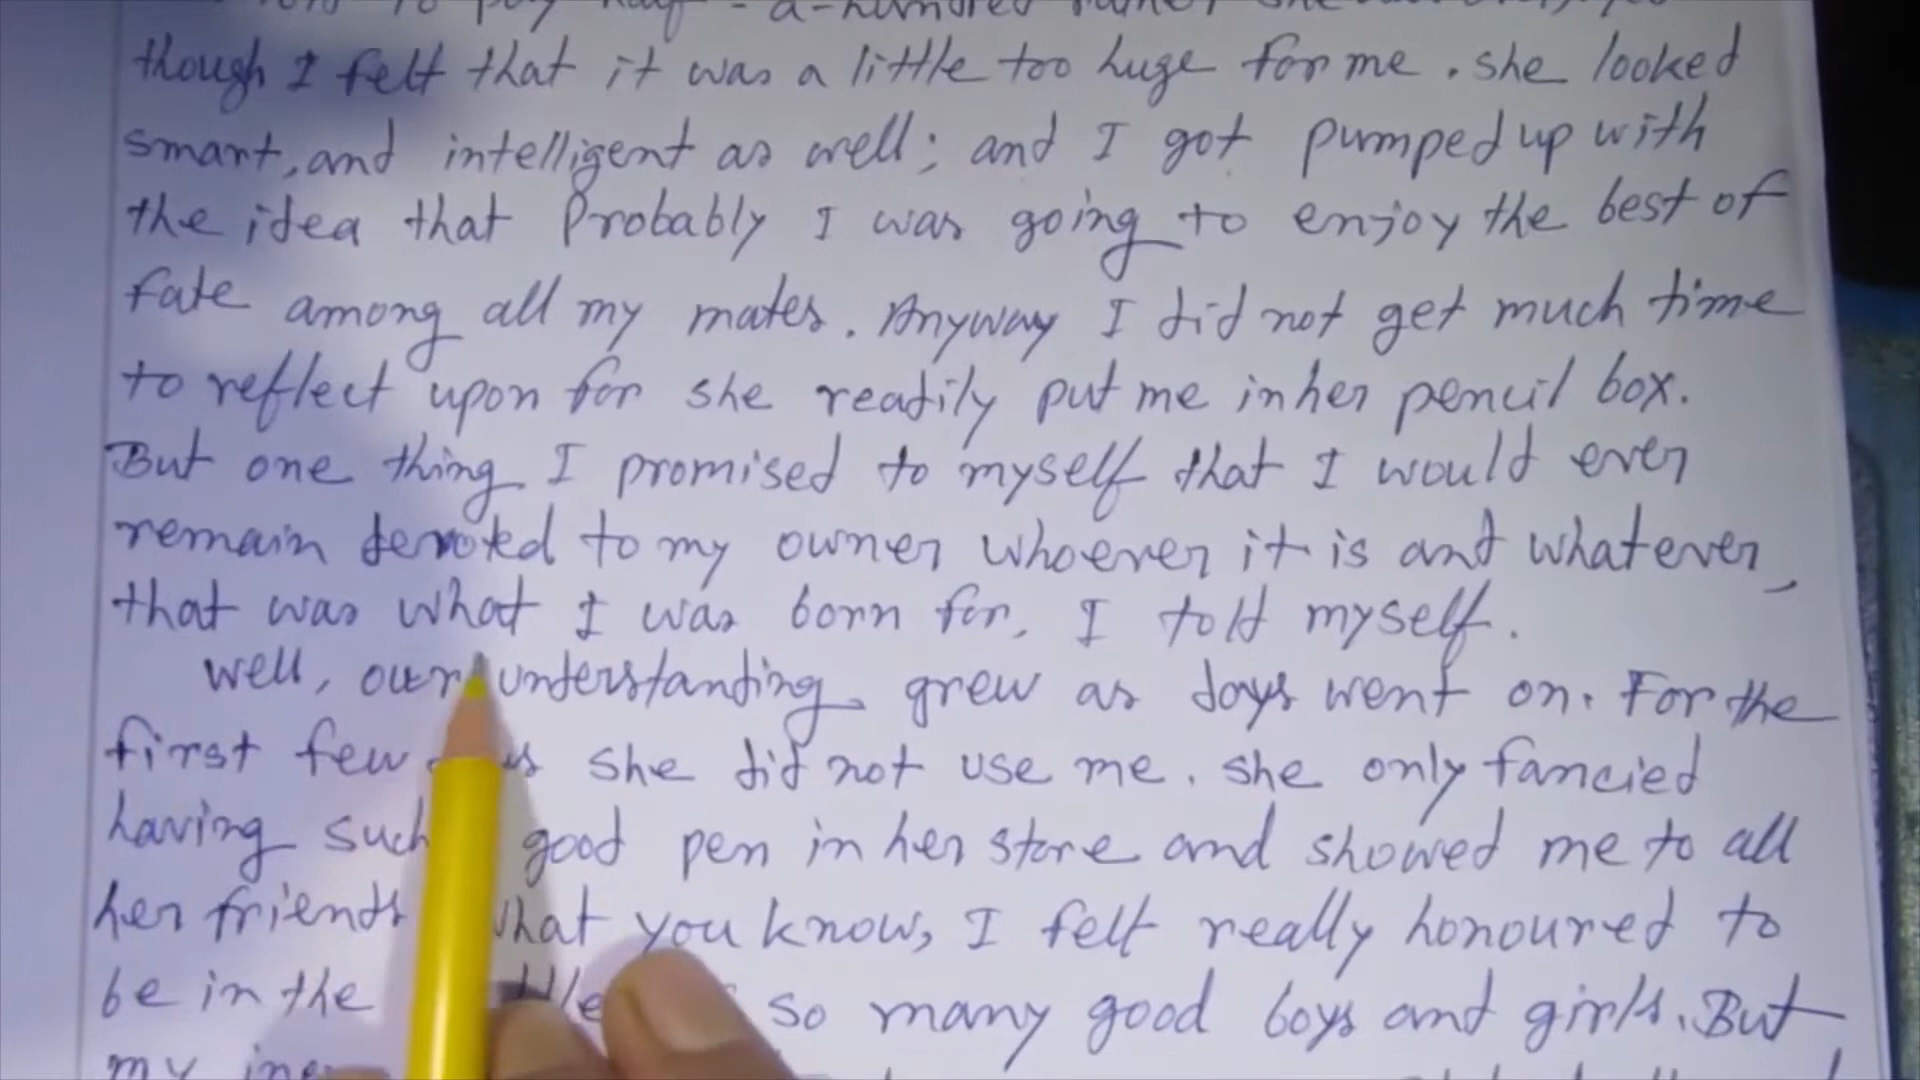 to pay half-a-hundred rather she
though I felt that it was a little too huge for me. she looked
smart, and intelligent as well; and I got pumped up with
the idea that Probably I was going to enjoy the best of
fate among all my mates. Anyway I did not get much time
to reflect upon for she readily put me in her pencil box.
But one thing I promised to myself that I would ever
remain devoted to my owner whoever it is and whatever,
that was what I was born for, I told myself.
well, our understanding grew as days went on. For the
first few she did not use me. she only fancied
having such good pen in her store and showed me to all
her friends what you know, I felt really honoured to
be in the so many good boys and girls. But
my